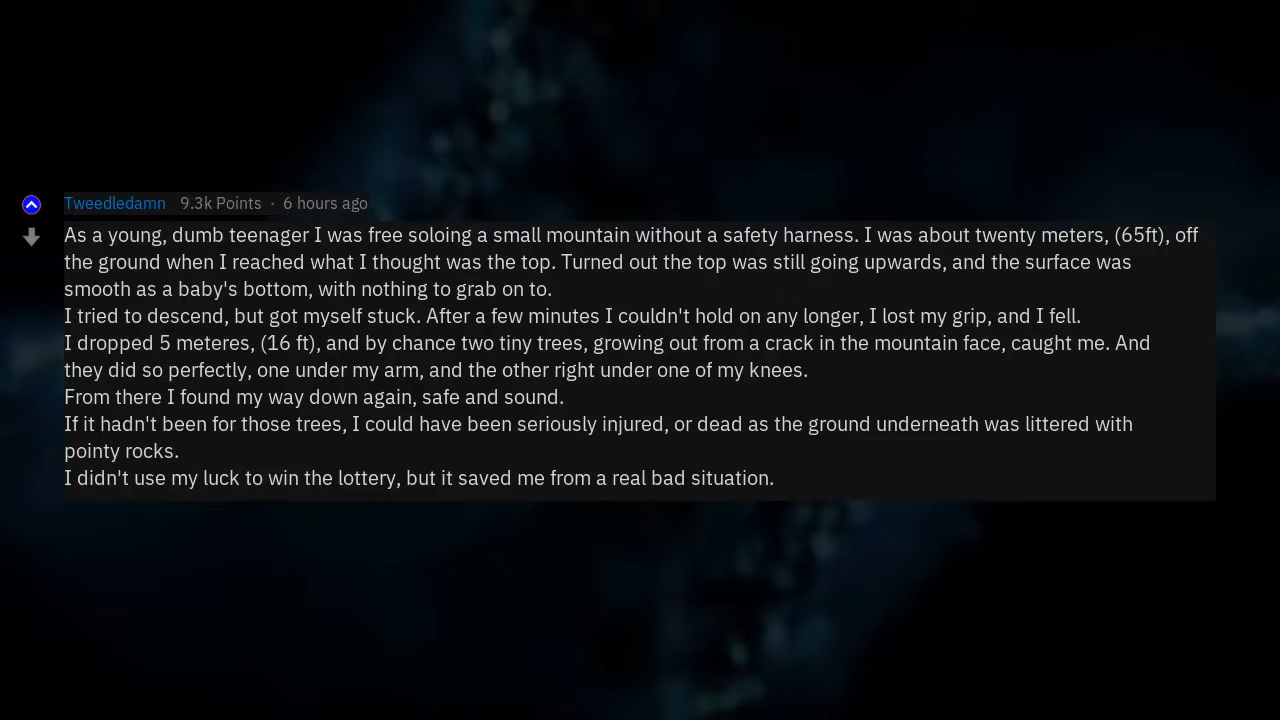 Tweedledamn 9.3k Points · 6 hours ago
As a young, dumb teenager I was free soloing a small mountain without a safety harness. I was about twenty meters, (65ft), off
the ground when I reached what I thought was the top. Turned out the top was still going upwards, and the surface was
smooth as a baby's bottom, with nothing to grab on to.
I tried to descend, but got myself stuck. After a few minutes I couldn't hold on any longer, I lost my grip, and I fell.
I dropped 5 meteres, (16 ft), and by chance two tiny trees, growing out from a crack in the mountain face, caught me. And
they did so perfectly, one under my arm, and the other right under one of my knees.
From there I found my way down again, safe and sound.
If it hadn't been for those trees, I could have been seriously injured, or dead as the ground underneath was littered with
pointy rocks.
I didn't use my luck to win the lottery, but it saved me from a real bad situation.